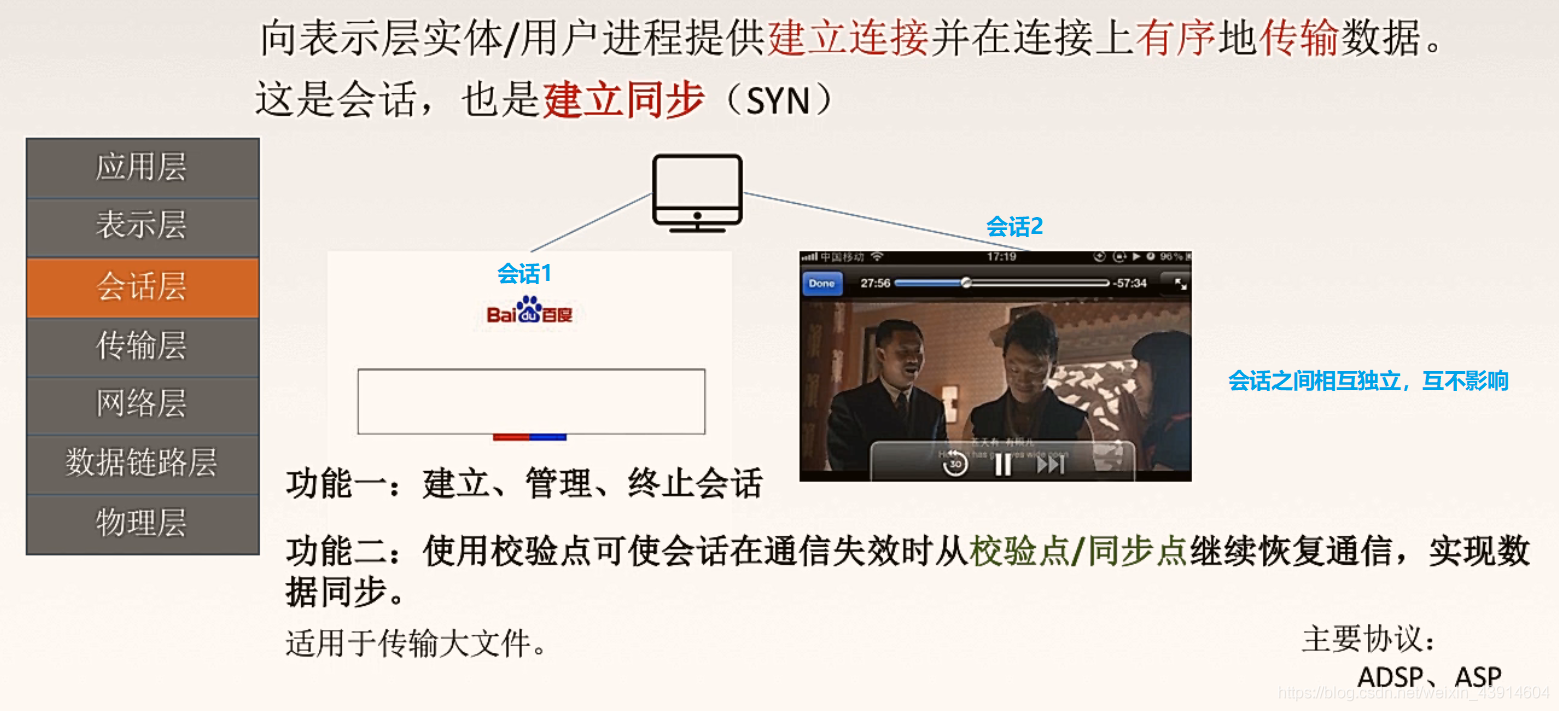 向表示层实体/用户进程提供建立连接并在连接上有序地传输数据。
这是会话，也是建立同步（SYN）
应用层
表示层
会话层
传输层
网络层
数据链路层
物理层
会话1
Bai du 百度
会话2
中国移动 17:19 96%
Done 27:56 -57:34
30
会话之间相互独立，互不影响
功能一：建立、管理、终止会话
功能二：使用校验点可使会话在通信失效时从校验点/同步点继续恢复通信，实现数
据同步。
适用于传输大文件。
主要协议：
ADSP、ASP
https://blog.csdn.net/weixin_43914604